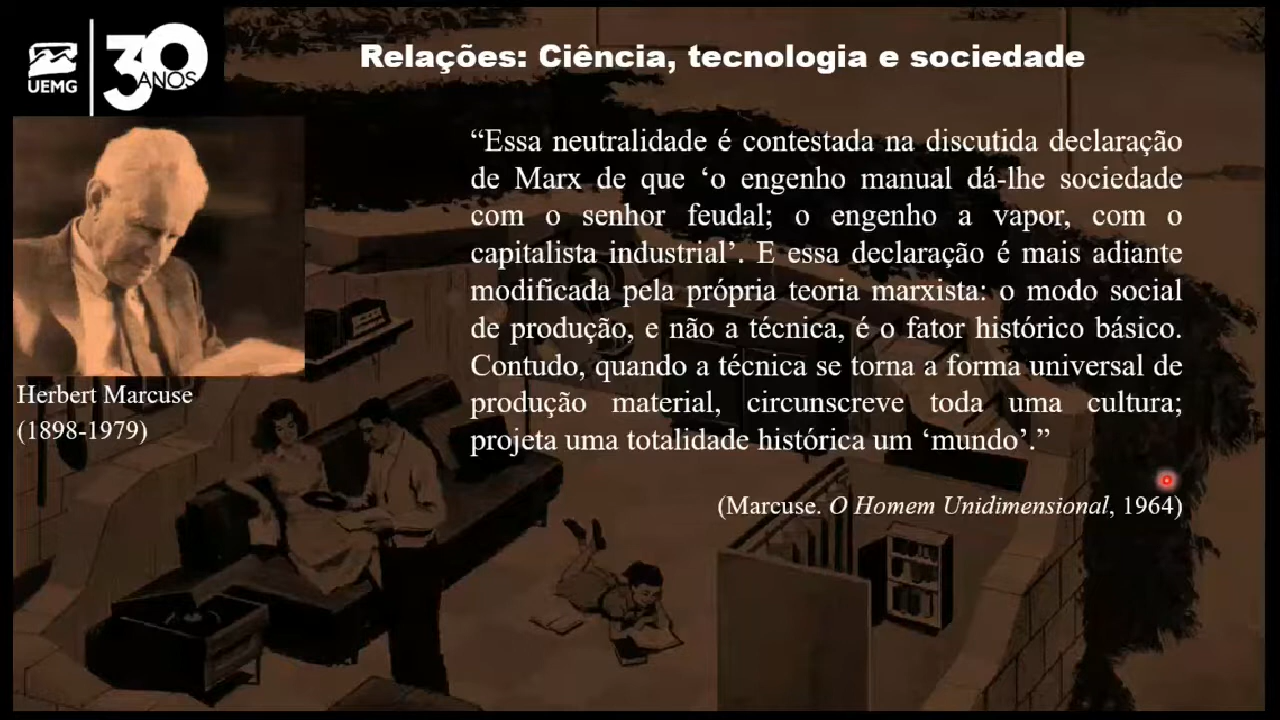 UEMG
30
ANOS
Relações: Ciência, tecnologia e sociedade
“Essa neutralidade é contestada na discutida declaração
de Marx de que ‘o engenho manual dá-lhe sociedade
com o senhor feudal; o engenho a vapor, com o
capitalista industrial’. E essa declaração é mais adiante
modificada pela própria teoria marxista: o modo social
de produção, e não a técnica, é o fator histórico básico.
Contudo, quando a técnica se torna a forma universal de
produção material, circunscreve toda uma cultura;
projeta uma totalidade histórica um ‘mundo’.”
(Marcuse. O Homem Unidimensional, 1964)
Herbert Marcuse
(1898-1979)